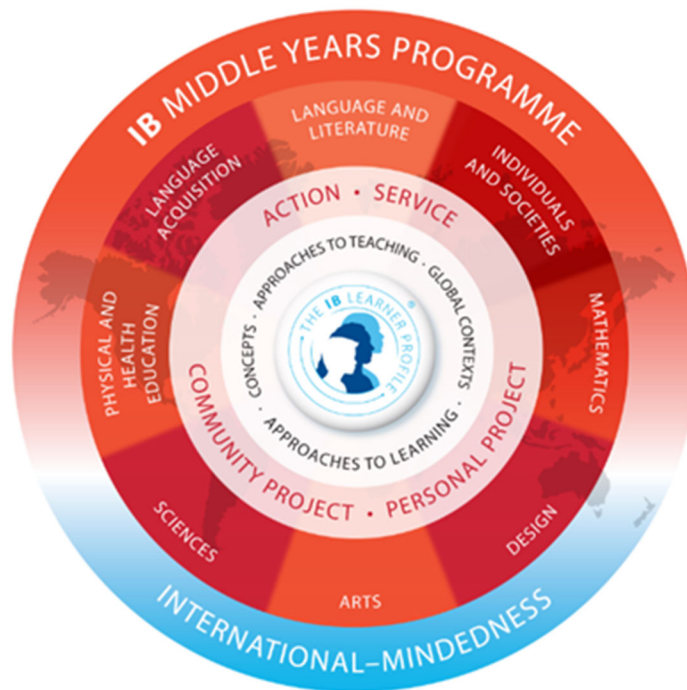 IB MIDDLE YEARS PROGRAMME
LANGUAGE AND
LITERATURE
INDIVIDUALS
AND SOCIETIES
MATHEMATICS
DESIGN
ARTS
SCIENCES
PHYSICAL AND
HEALTH
EDUCATION
LANGUAGE
ACQUISITION
ACTION · SERVICE
COMMUNITY PROJECT · PERSONAL PROJECT
· CONCEPTS · APPROACHES TO TEACHING · GLOBAL CONTEXTS ·
APPROACHES TO LEARNING
THE IB LEARNER PROFILE ®
INTERNATIONAL–MINDEDNESS